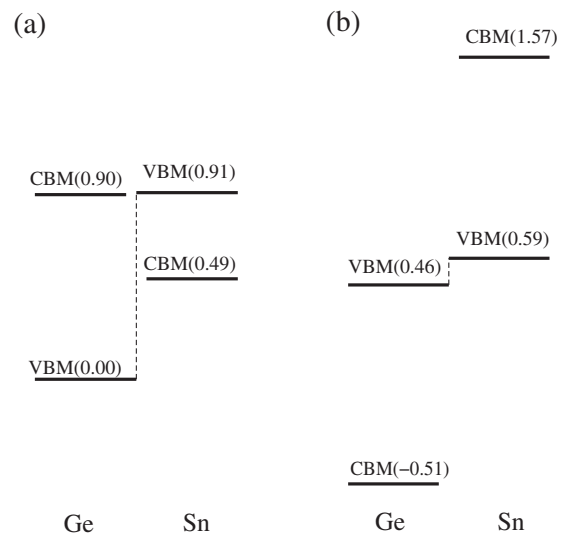 (a)
CBM(0.90)
VBM(0.91)
CBM(0.49)
VBM(0.00)
Ge
Sn
(b)
CBM(1.57)
VBM(0.59)
VBM(0.46)
CBM(−0.51)
Ge
Sn